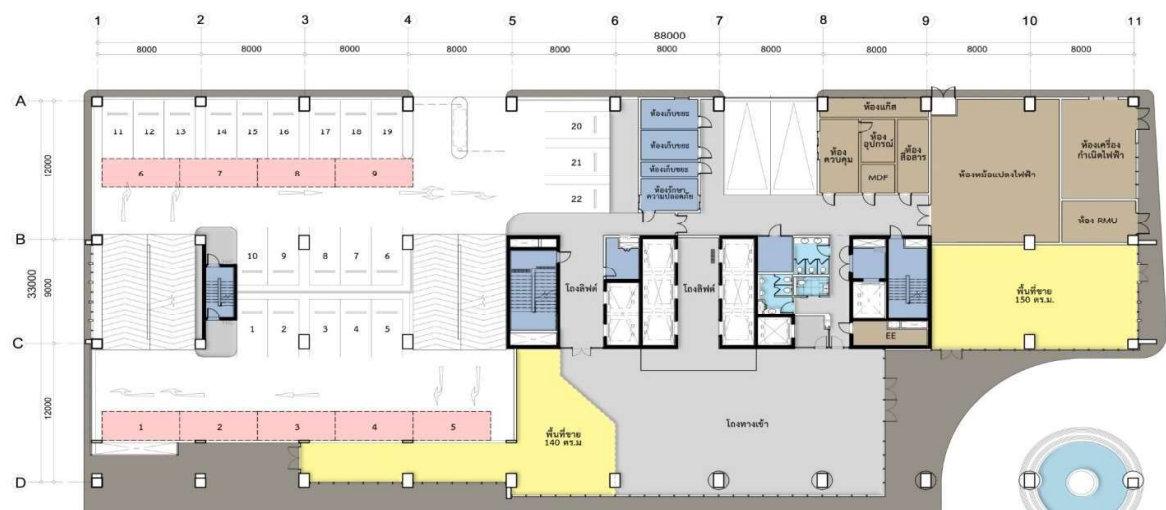 1 2 3 4 5 6 7 8 9 10 11
88000
8000 8000 8000 8000 8000 8000 8000 8000 8000 8000
A
B
C
D
12000
9000
12000
33000
11 12 13 14 15 16 17 18 19
6 7 8 9
20
21
22
10 9 8 7 6
1 2 3 4 5
1 2 3 4 5
ห้องเก็บขยะ
ห้องเก็บขยะ
ห้องเก็บขยะ
ห้องรักษา
ความปลอดภัย
ห้องแก๊ส
ห้อง
ควบคุม
ห้อง
อุปกรณ์
ห้อง
สื่อสาร
MDF
ห้องหม้อแปลงไฟฟ้า
ห้องเครื่อง
กำเนิดไฟฟ้า
ห้อง RMU
โถงลิฟต์
โถงลิฟต์
EE
พื้นที่ขาย
150 ตร.ม.
พื้นที่ขาย
140 ตร.ม.
โถงทางเข้า